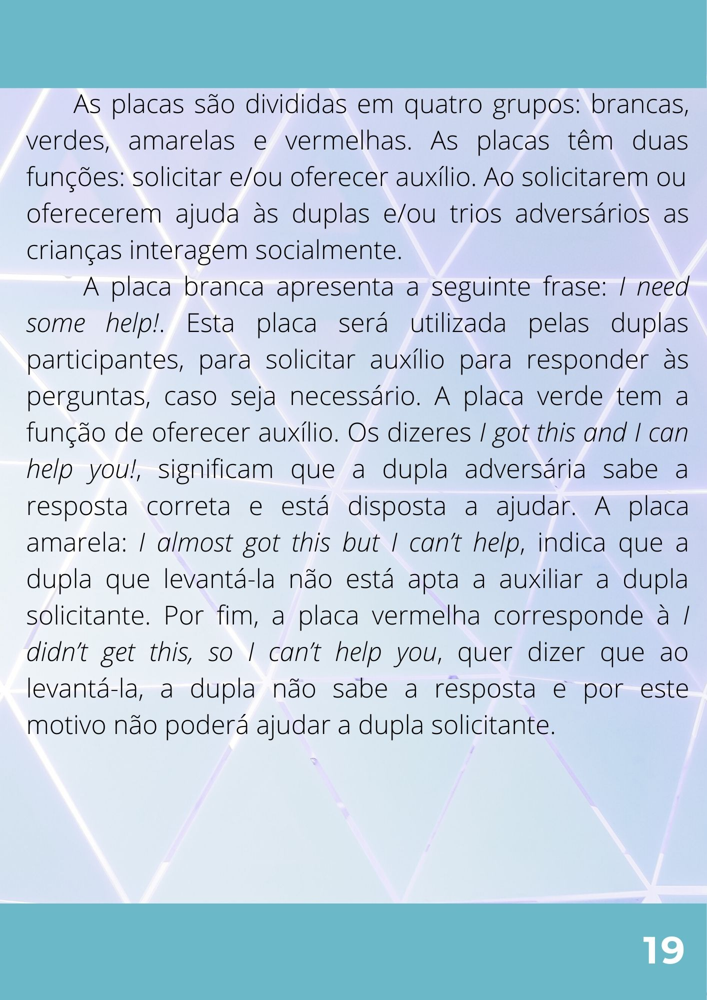 As placas são divididas em quatro grupos: brancas,
verdes, amarelas e vermelhas. As placas têm duas
funções: solicitar e/ou oferecer auxílio. Ao solicitarem ou
oferecerem ajuda às duplas e/ou trios adversários as
crianças interagem socialmente.
A placa branca apresenta a seguinte frase: I need
some help!. Esta placa será utilizada pelas duplas
participantes, para solicitar auxílio para responder às
perguntas, caso seja necessário. A placa verde tem a
função de oferecer auxílio. Os dizeres I got this and I can
help you!, significam que a dupla adversária sabe a
resposta correta e está disposta a ajudar. A placa
amarela: I almost got this but I can’t help, indica que a
dupla que levantá-la não está apta a auxiliar a dupla
solicitante. Por fim, a placa vermelha corresponde à I
didn’t get this, so I can’t help you, quer dizer que ao
levantá-la, a dupla não sabe a resposta e por este
motivo não poderá ajudar a dupla solicitante.
19